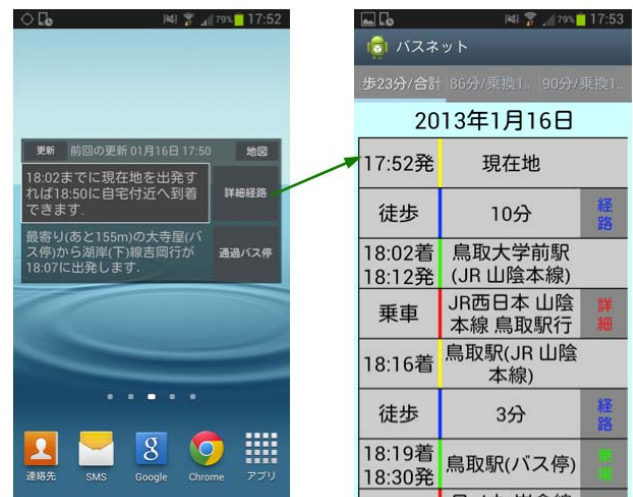 79% 17:52
更新 前回の更新 01月16日 17:50 地図
18:02までに現在地を出発す
れば18:50に自宅付近へ到着
できます.
詳細経路
最寄り(あと155m)の大寺屋(バ
ス停)から湖岸(下)線吉岡行が
18:07に出発します.
通過バス停
連絡先 SMS Google Chrome アプリ
79% 17:53
バスネット
歩23分/合計 86分/乗換1.. 90分/乗換1..
2013年1月16日
17:52発 現在地
徒歩 10分 経路
18:02着 鳥取大学前駅
18:12発 (JR 山陰本線)
乗車 JR西日本 山陰
本線 鳥取駅行 詳細
18:16着 鳥取駅(JR 山陰
本線)
徒歩 3分 経路
18:19着
18:30発 鳥取駅(バス停)